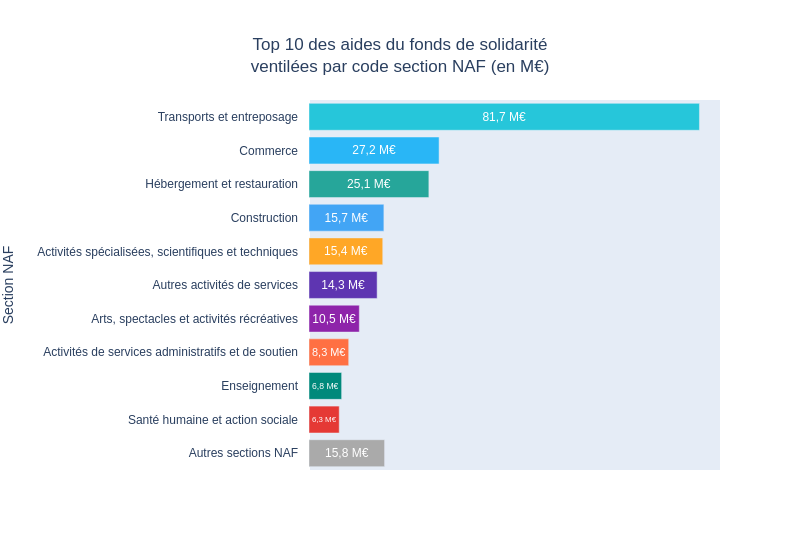 Top 10 des aides du fonds de solidarité
ventilées par code section NAF (en M€)
Section NAF
Transports et entreposage 81,7 M€
Commerce 27,2 M€
Hébergement et restauration 25,1 M€
Construction 15,7 M€
Activités spécialisées, scientifiques et techniques 15,4 M€
Autres activités de services 14,3 M€
Arts, spectacles et activités récréatives 10,5 M€
Activités de services administratifs et de soutien 8,3 M€
Enseignement 6,8 M€
Santé humaine et action sociale 6,3 M€
Autres sections NAF 15,8 M€